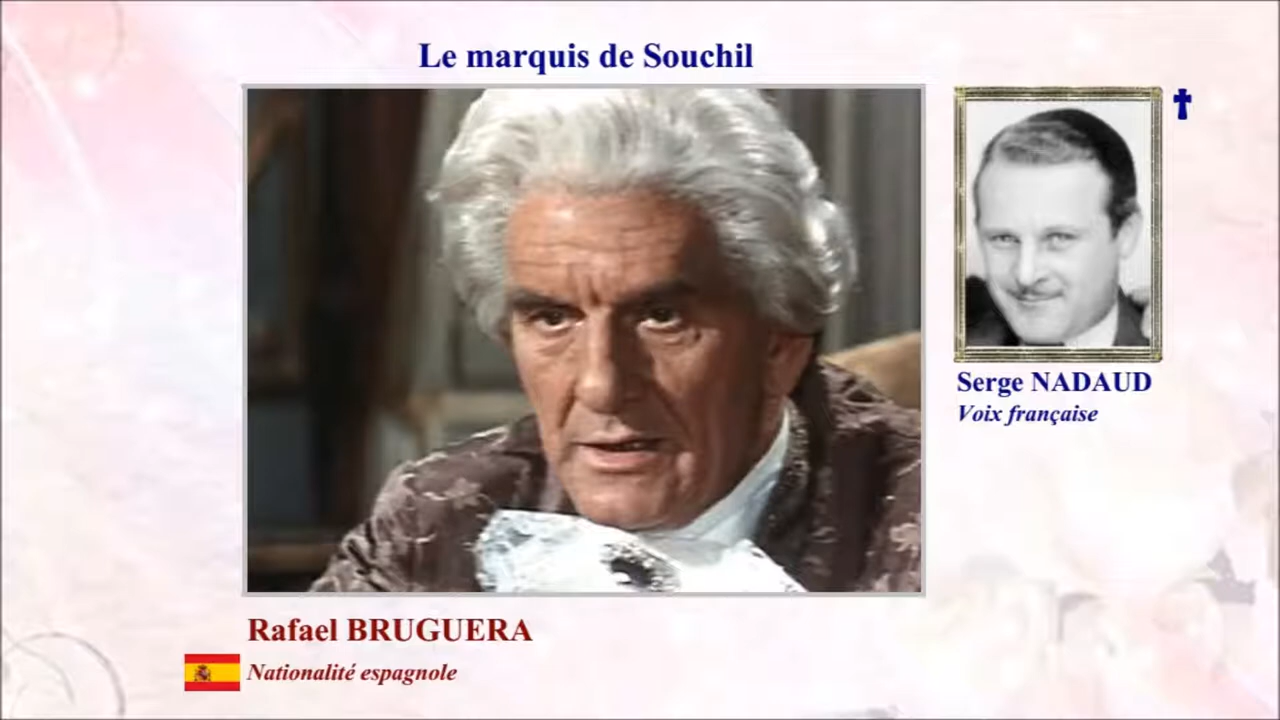 Le marquis de Souchil
Serge NADAUD
Voix française
Rafael BRUGUERA
Nationalité espagnole